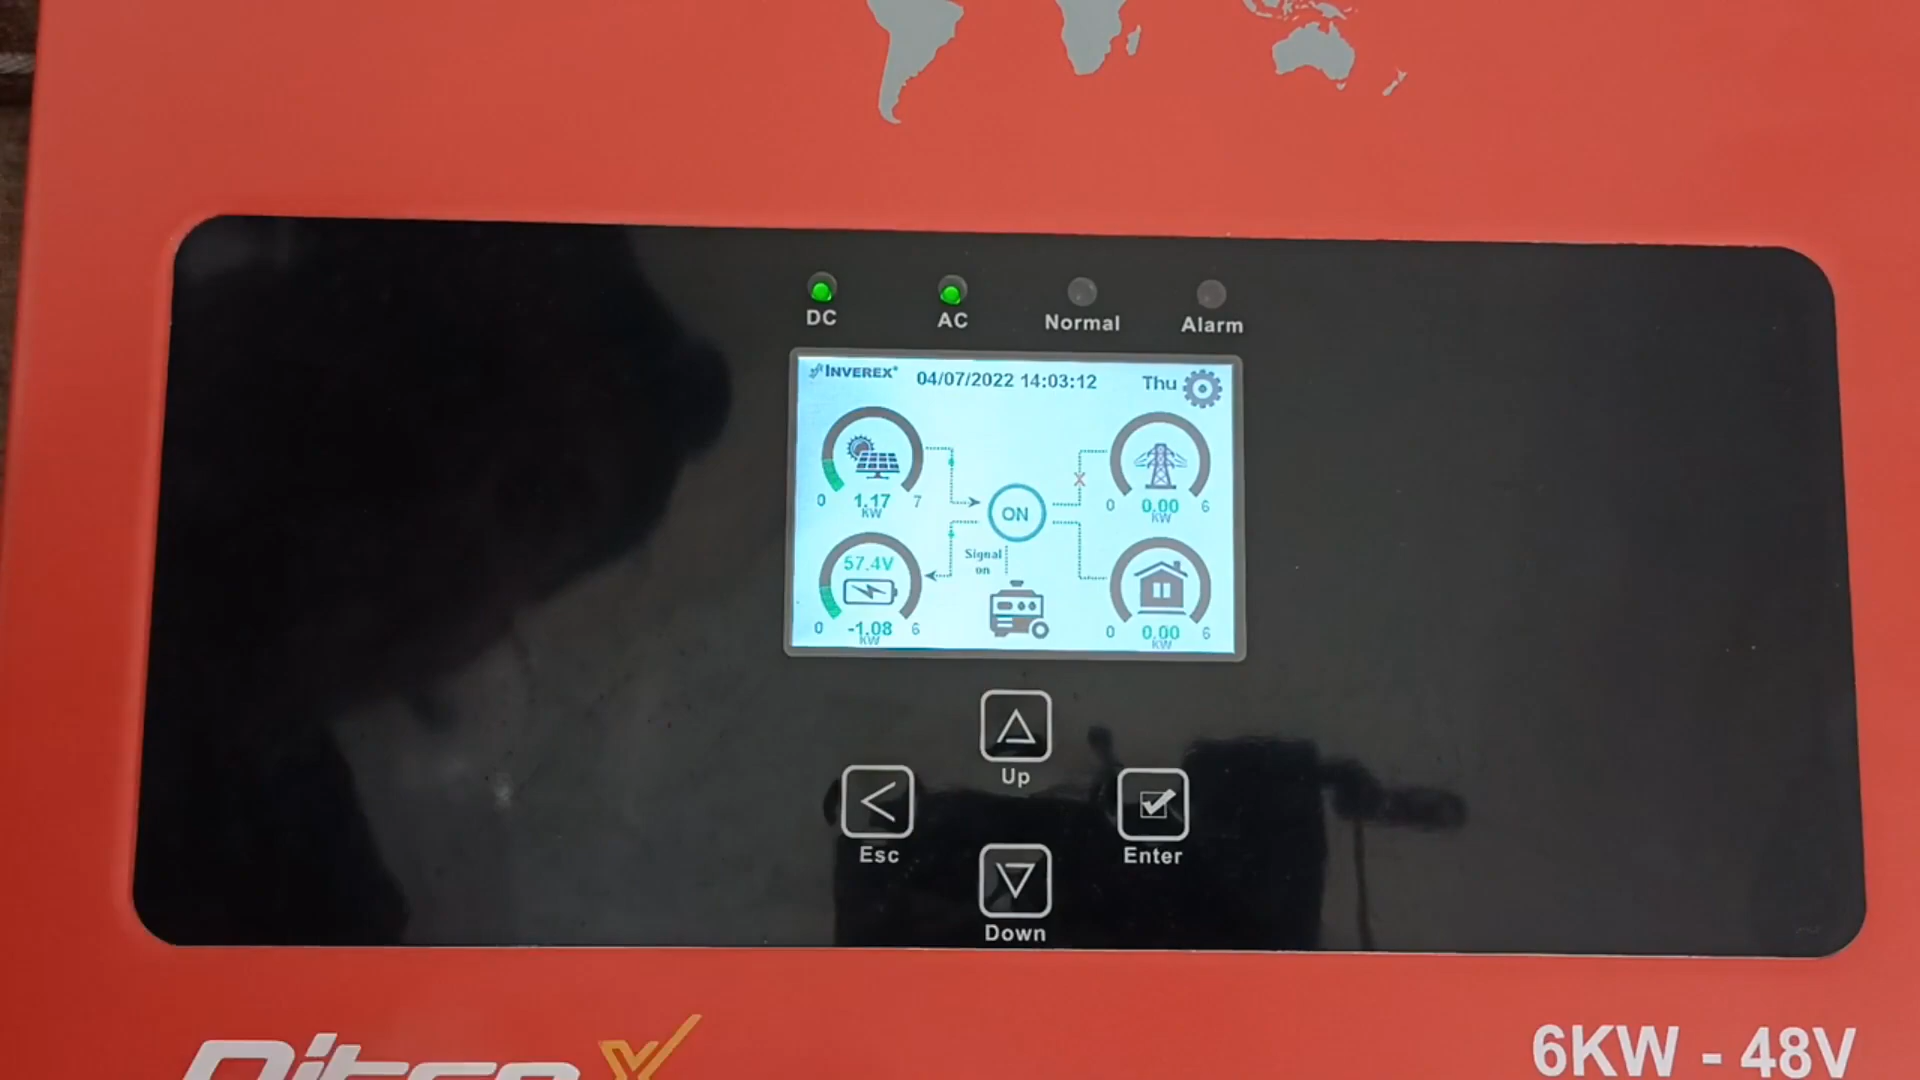 DC AC Normal Alarm
INVEREX® 04/07/2022 14:03:12 Thu
0 1.17 7
KW
0 0.00 6
KW
ON
57.4V
Signal
on
0 -1.08 6
KW
0 0.00 6
KW
Up
Esc
Enter
Down
6KW - 48V